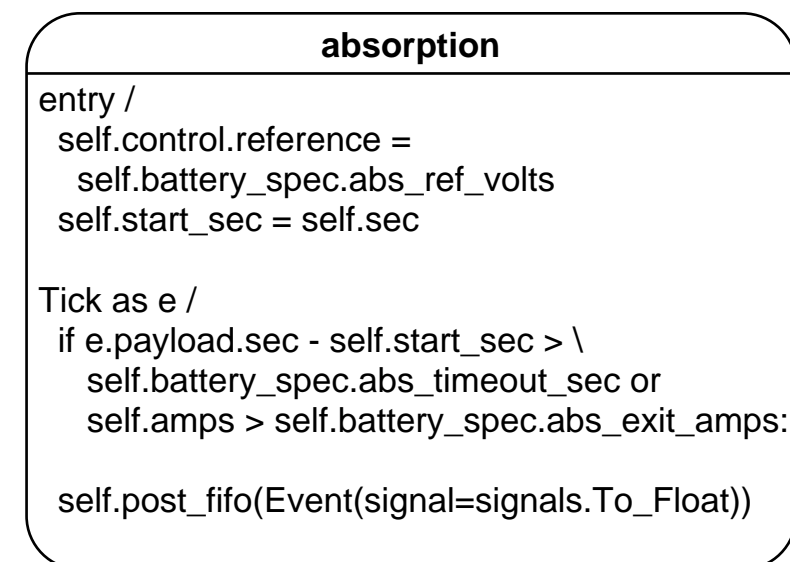 absorption
entry /
self.control.reference =
self.battery_spec.abs_ref_volts
self.start_sec = self.sec
Tick as e /
if e.payload.sec - self.start_sec > \
self.battery_spec.abs_timeout_sec or
self.amps > self.battery_spec.abs_exit_amps:
self.post_fifo(Event(signal=signals.To_Float))